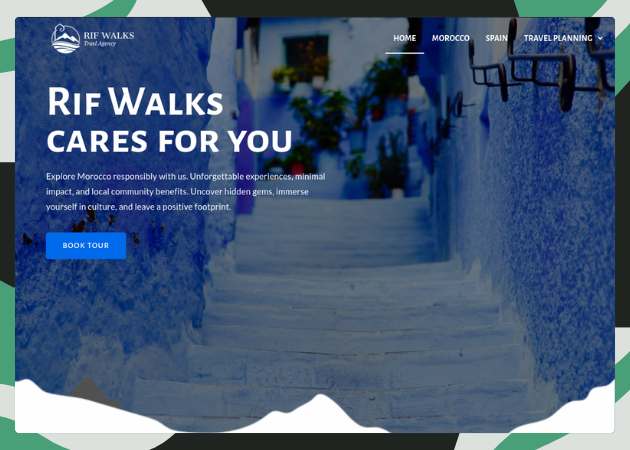 RIF WALKS
Travel Agency
HOME
MOROCCO
SPAIN
TRAVEL PLANNING
Rif Walks
cares for you
Explore Morocco responsibly with us. Unforgettable experiences, minimal
impact, and local community benefits. Uncover hidden gems, immerse
yourself in culture, and leave a positive footprint.
BOOK TOUR